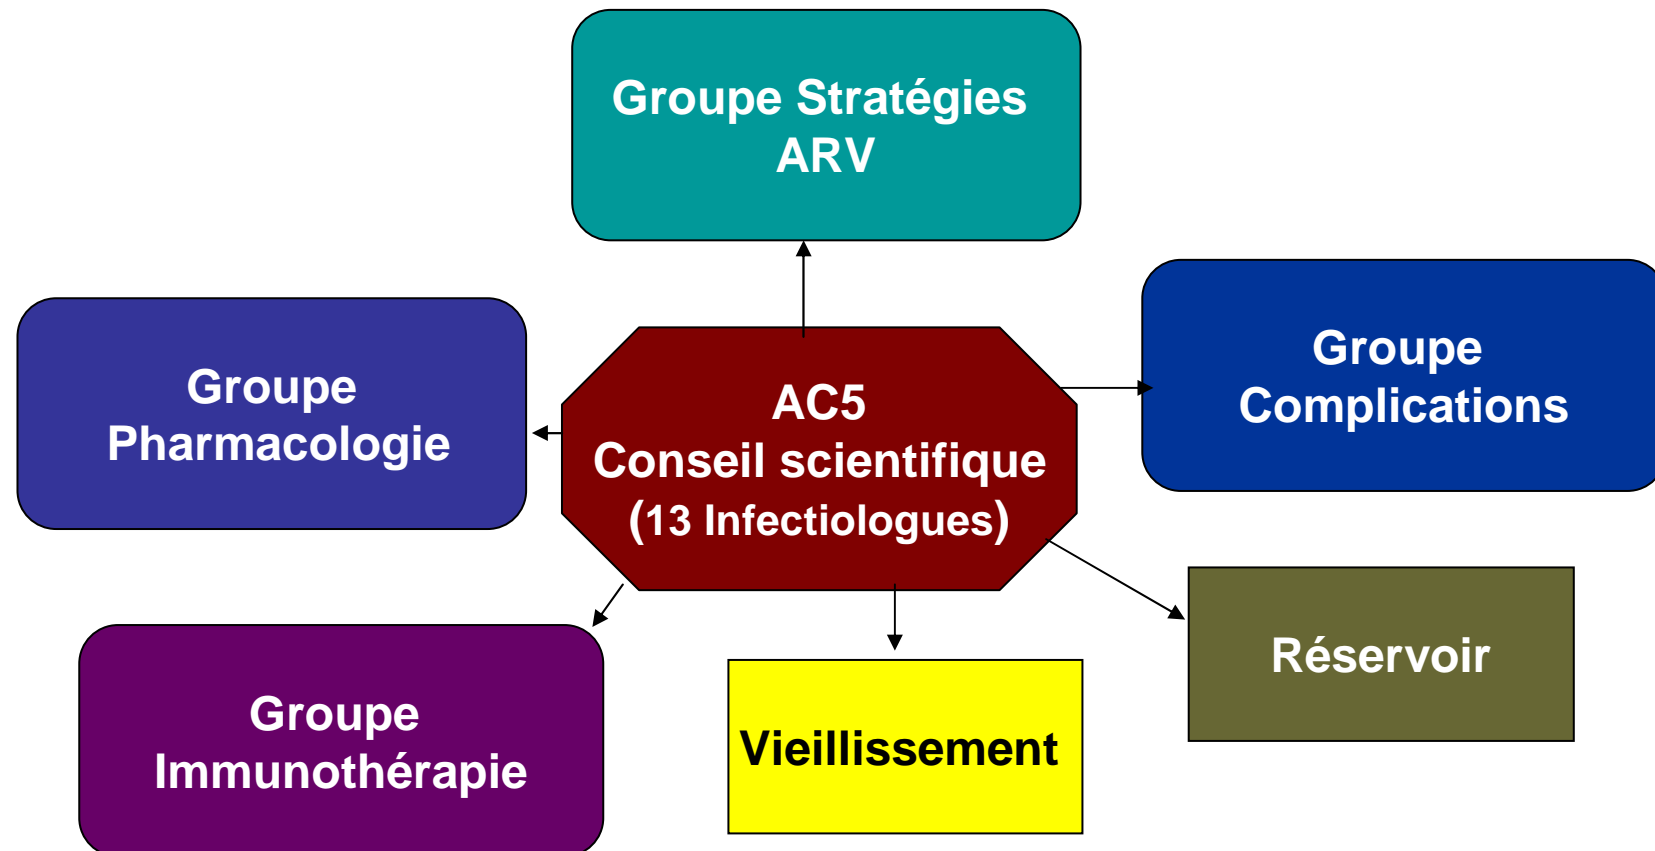 Groupe Stratégies
ARV
Groupe
Complications
Groupe
Pharmacologie
AC5
Conseil scientifique
(13 Infectiologues)
Réservoir
Groupe
Immunothérapie
Vieillissement